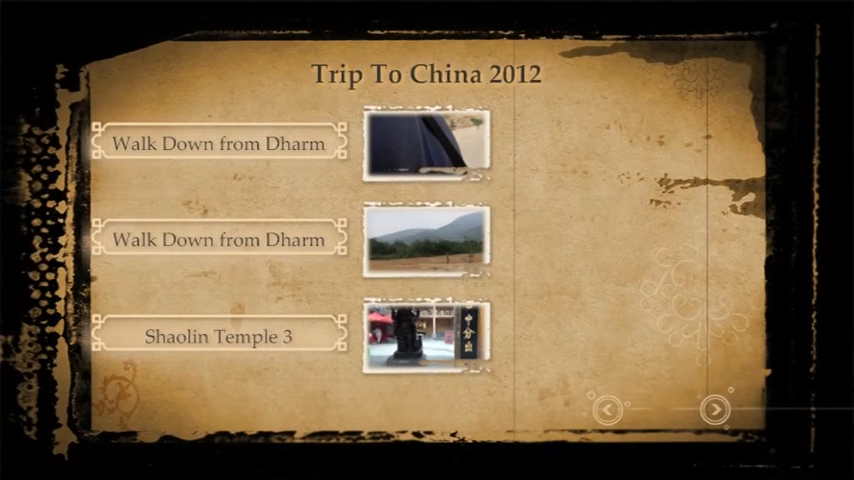 Trip To China 2012
Walk Down from Dharm
Walk Down from Dharm
Shaolin Temple 3